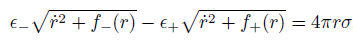 ϵ₋√(ṙ² + f₋(r)) − ϵ₊√(ṙ² + f₊(r)) = 4πrσ